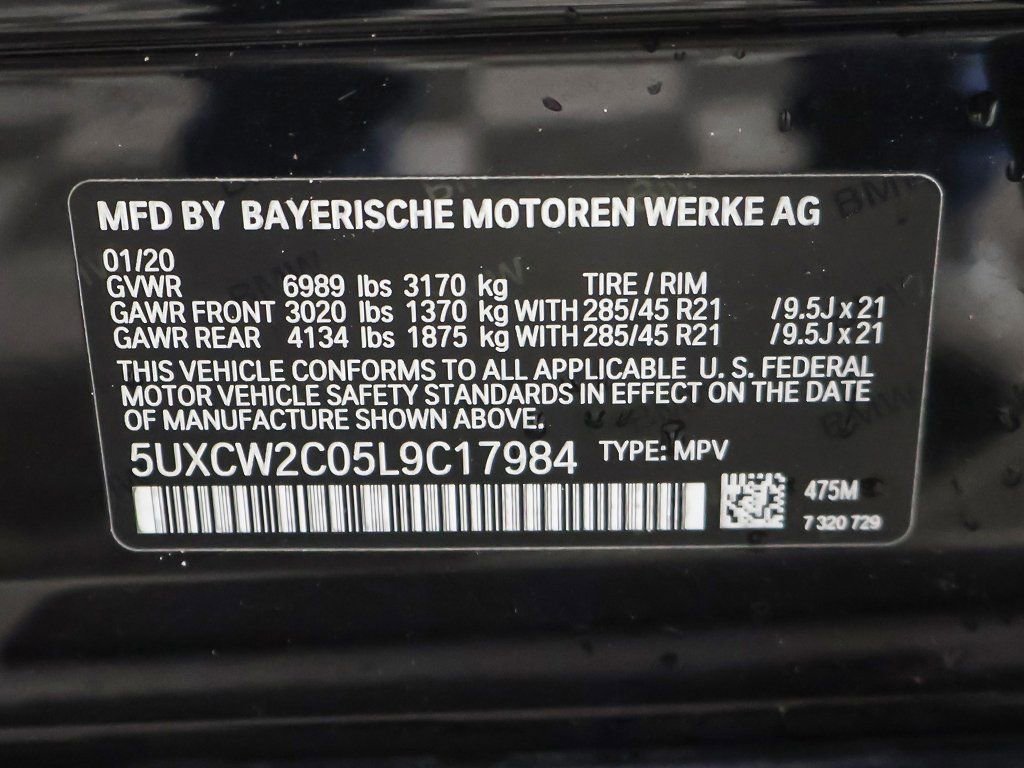 MFD BY BAYERISCHE MOTOREN WERKE AG
01/20
GVWR 6989 lbs 3170 kg TIRE / RIM
GAWR FRONT 3020 lbs 1370 kg WITH 285/45 R21 /9.5J x 21
GAWR REAR 4134 lbs 1875 kg WITH 285/45 R21 /9.5J x 21
THIS VEHICLE CONFORMS TO ALL APPLICABLE U. S. FEDERAL
MOTOR VEHICLE SAFETY STANDARDS IN EFFECT ON THE DATE
OF MANUFACTURE SHOWN ABOVE.
5UXCW2C05L9C17984 TYPE: MPV
475M
7 320 729